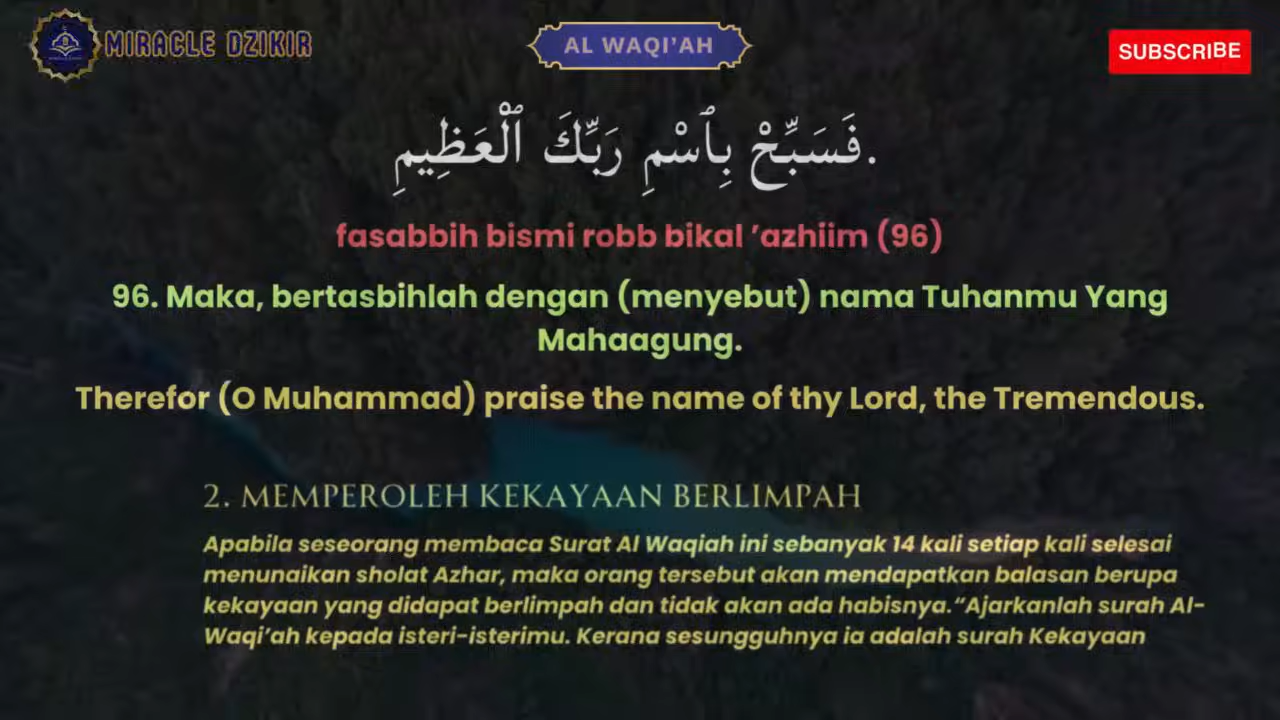 MIRACLE DZIKIR
AL WAQI'AH
SUBSCRIBE
فَسَبِّحْ بِٱسْمِ رَبِّكَ ٱلْعَظِيمِ.
fasabbih bismi robb bikal ’azhiim (96)
96. Maka, bertasbihlah dengan (menyebut) nama Tuhanmu Yang
Mahaagung.
Therefor (O Muhammad) praise the name of thy Lord, the Tremendous.
2. MEMPEROLEH KEKAYAAN BERLIMPAH
Apabila seseorang membaca Surat Al Waqiah ini sebanyak 14 kali setiap kali selesai
menunaikan sholat Azhar, maka orang tersebut akan mendapatkan balasan berupa
kekayaan yang didapat berlimpah dan tidak akan ada habisnya.“Ajarkanlah surah Al-
Waqi’ah kepada isteri-isterimu. Kerana sesungguhnya ia adalah surah Kekayaan